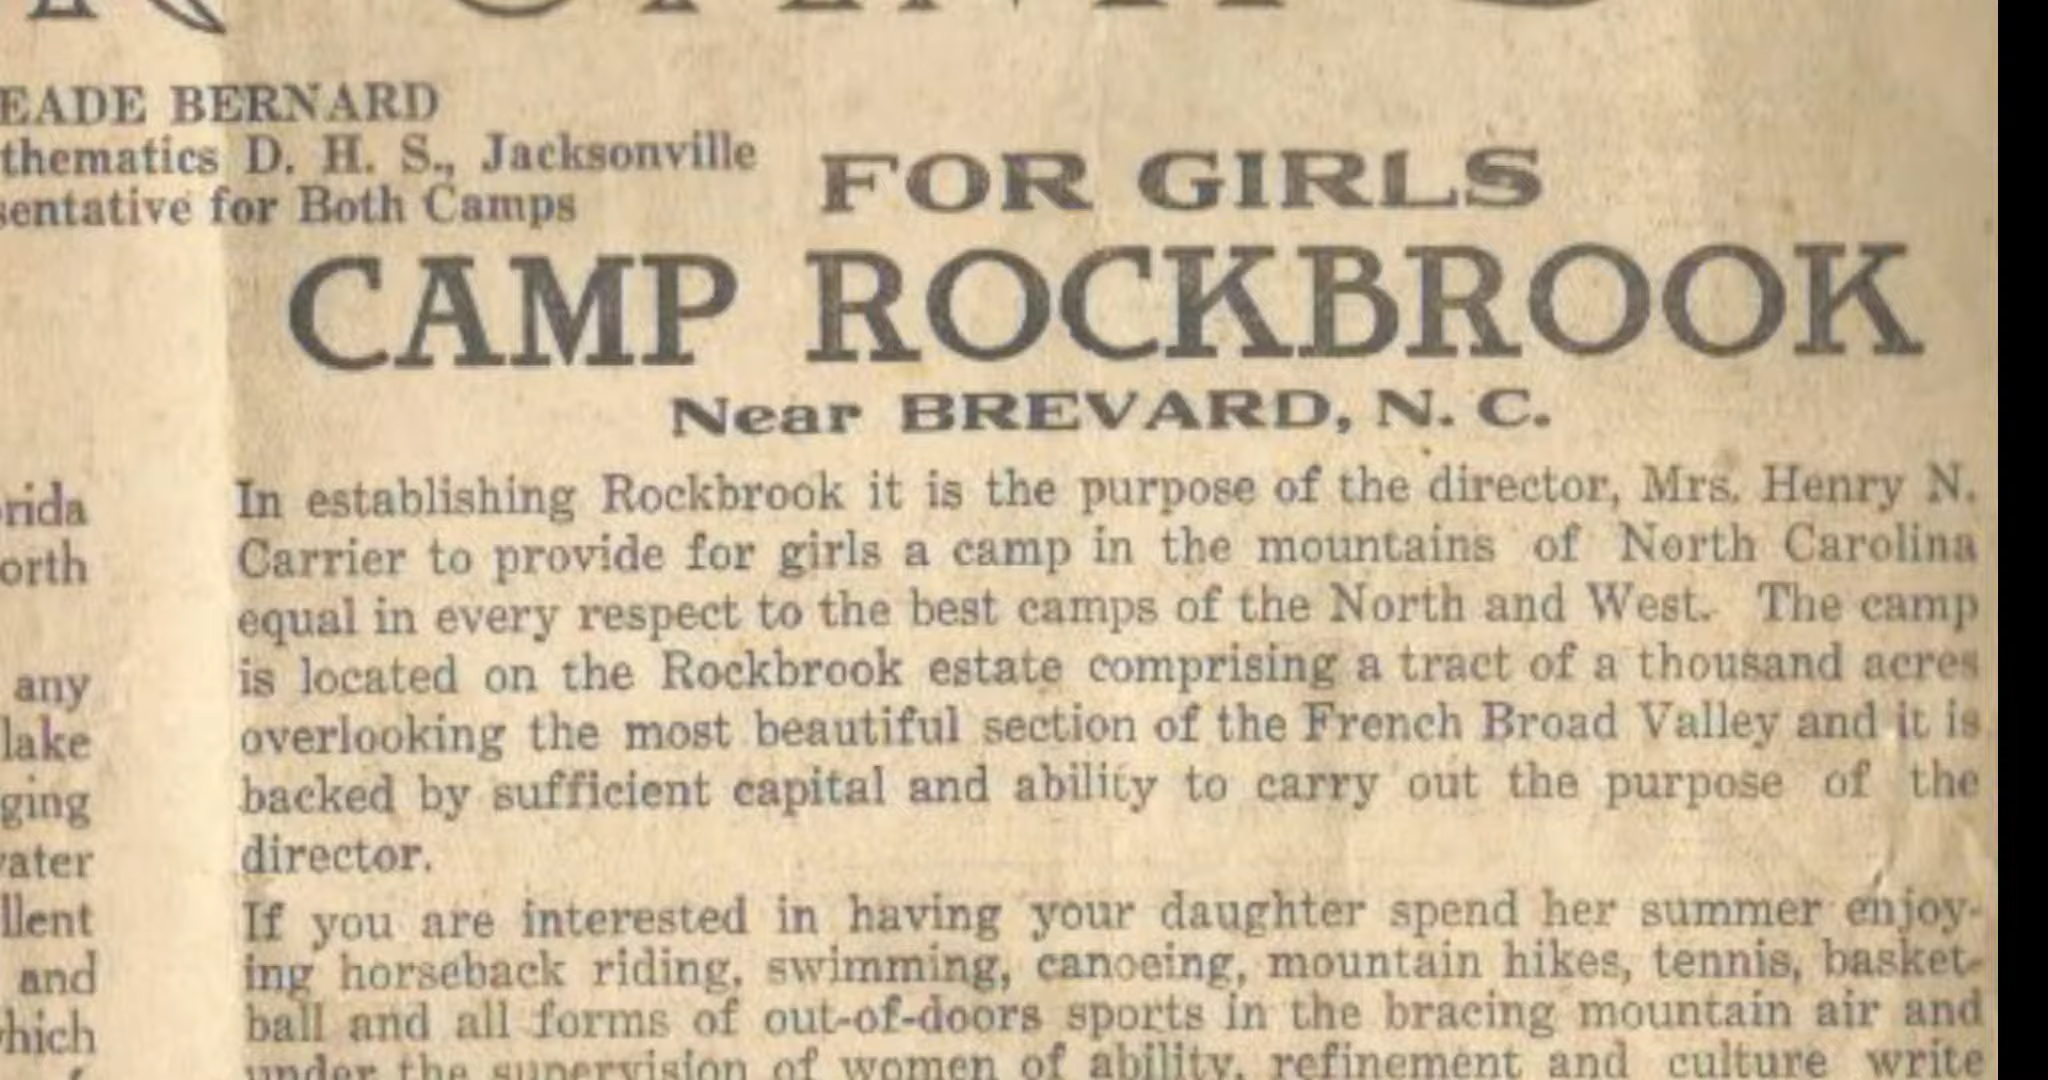 EADE BERNARD
thematics D. H. S., Jacksonville
sentative for Both Camps
FOR GIRLS
CAMP ROCKBROOK
Near BREVARD, N. C.
In establishing Rockbrook it is the purpose of the director, Mrs. Henry N.
Carrier to provide for girls a camp in the mountains of North Carolina
equal in every respect to the best camps of the North and West. The camp
is located on the Rockbrook estate comprising a tract of a thousand acres
overlooking the most beautiful section of the French Broad Valley and it is
backed by sufficient capital and ability to carry out the purpose of the
director.
If you are interested in having your daughter spend her summer enjoy-
ing horseback riding, swimming, canoeing, mountain hikes, tennis, basket-
ball and all forms of out-of-doors sports in the bracing mountain air and
under the supervision of women of ability, refinement and culture write
rida
orth
any
lake
ging
vater
llent
and
hich